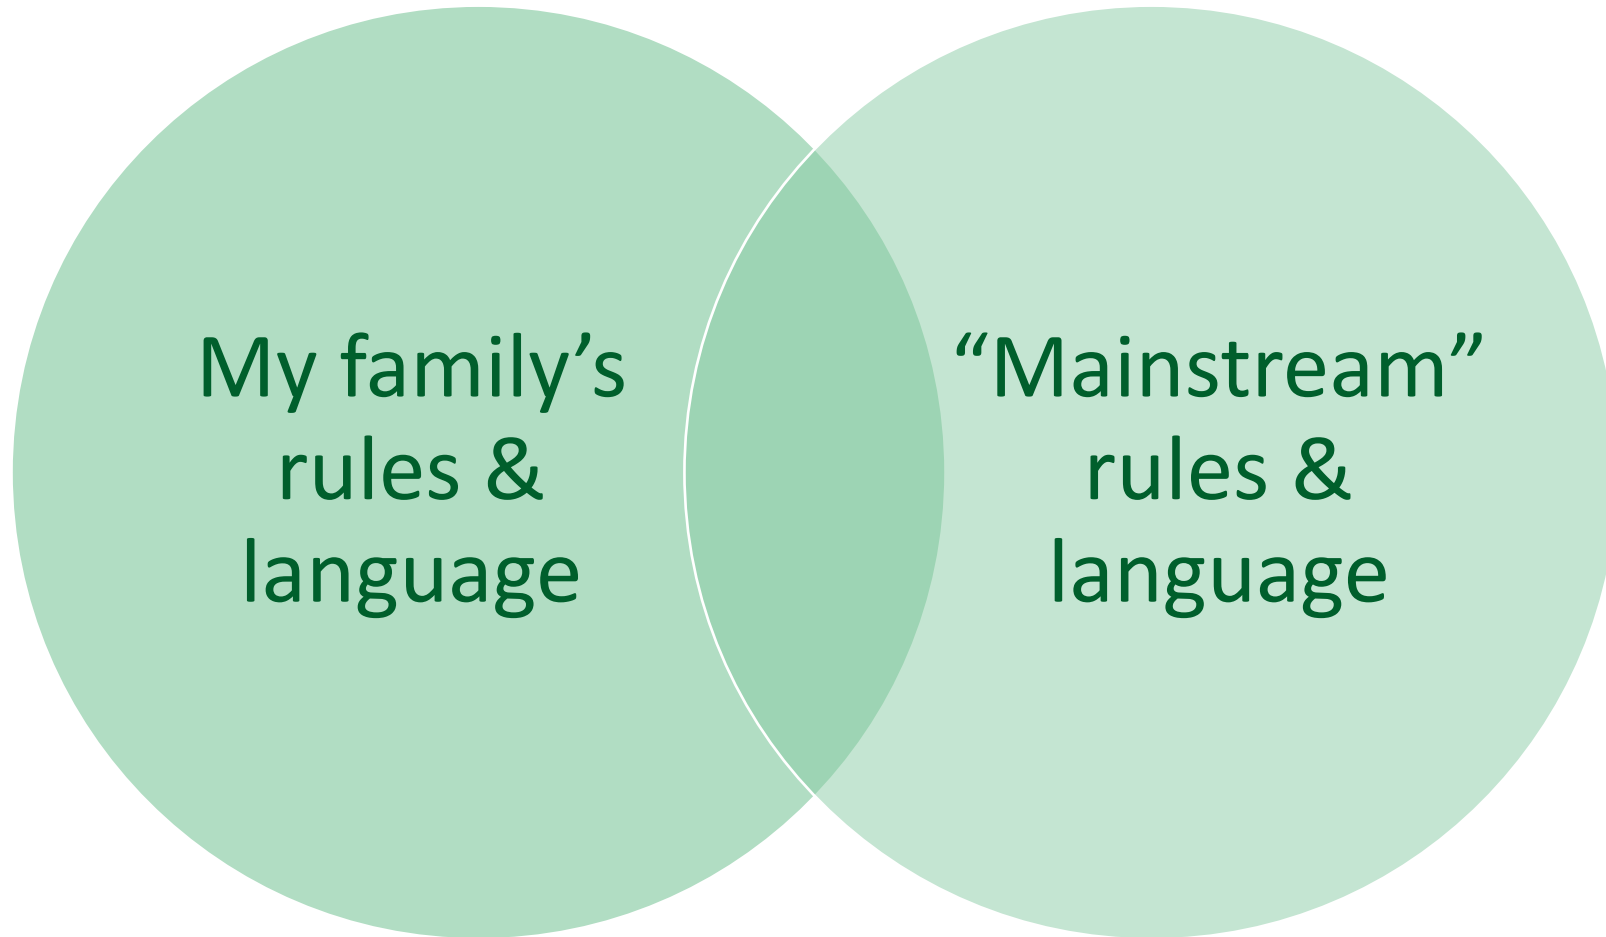 My family’s
rules &
language
“Mainstream”
rules &
language